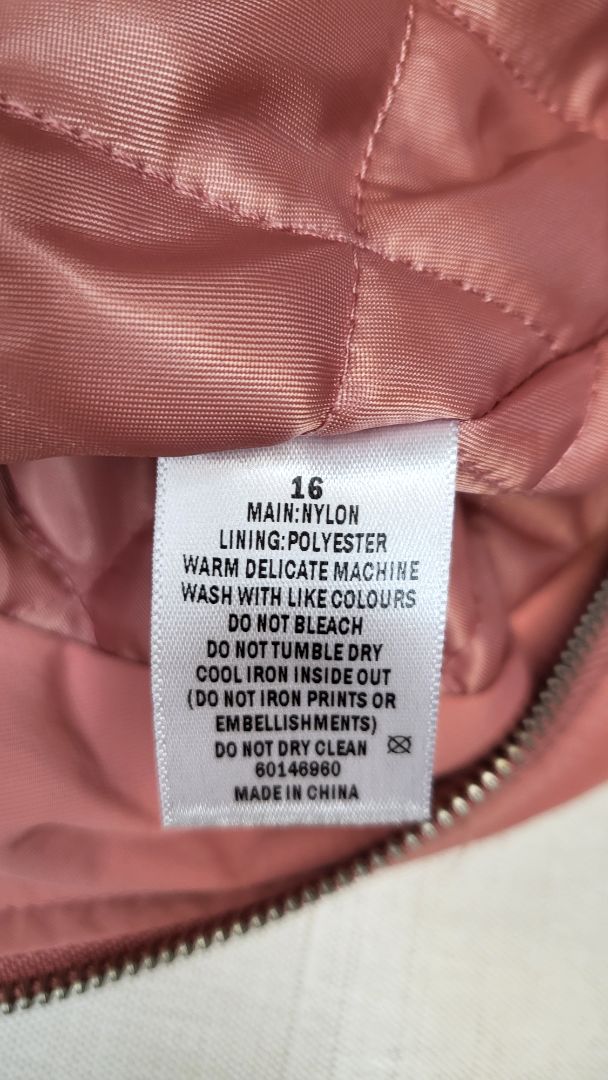 16
MAIN:NYLON
LINING:POLYESTER
WARM DELICATE MACHINE
WASH WITH LIKE COLOURS
DO NOT BLEACH
DO NOT TUMBLE DRY
COOL IRON INSIDE OUT
(DO NOT IRON PRINTS OR
EMBELLISHMENTS)
DO NOT DRY CLEAN
60146960
MADE IN CHINA